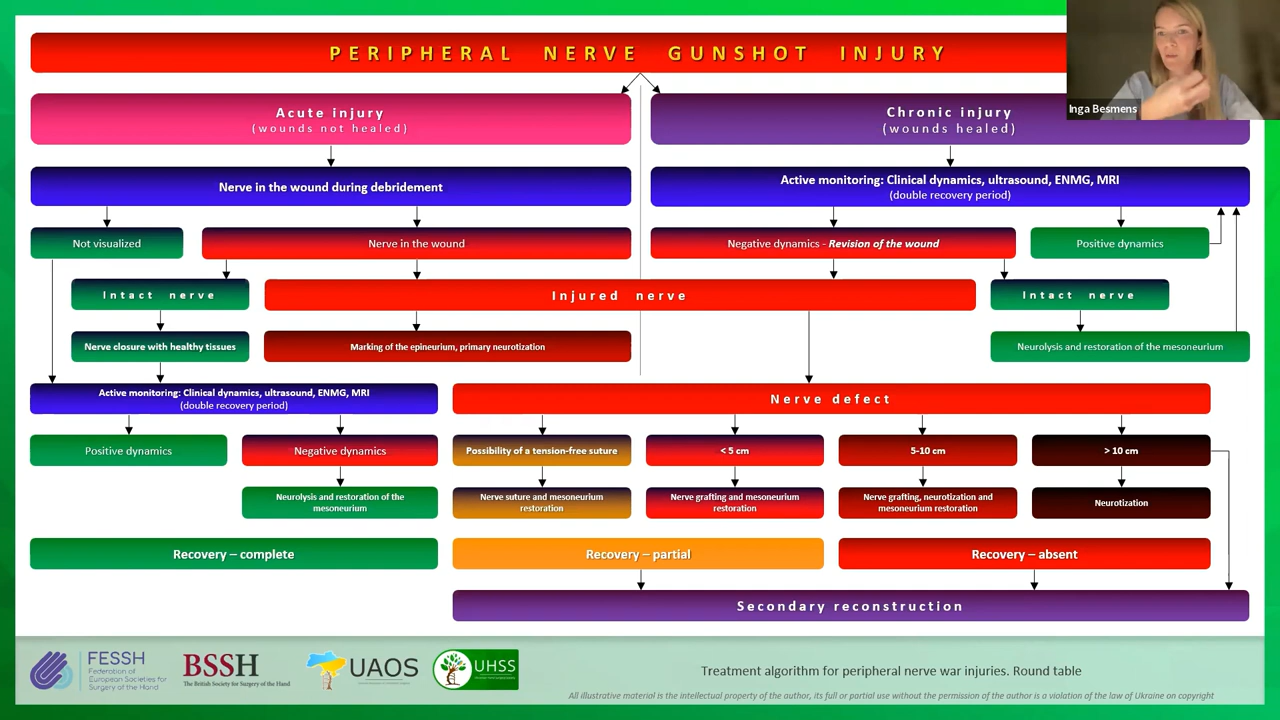 PERIPHERAL NERVE GUNSHOT INJURY
Inga Besmens
Acute injury
(wounds not healed)
Chronic injury
(wounds healed)
Nerve in the wound during debridement
Active monitoring: Clinical dynamics, ultrasound, ENMG, MRI
(double recovery period)
Not visualized
Nerve in the wound
Negative dynamics - Revision of the wound
Positive dynamics
Intact nerve
Injured nerve
Intact nerve
Nerve closure with healthy tissues
Marking of the epineurium, primary neurotization
Neurolysis and restoration of the mesoneurium
Active monitoring: Clinical dynamics, ultrasound, ENMG, MRI
(double recovery period)
Nerve defect
Positive dynamics
Negative dynamics
Possibility of a tension-free suture
< 5 cm
5-10 cm
> 10 cm
Neurolysis and restoration of the
mesoneurium
Nerve suture and mesoneurium
restoration
Nerve grafting and mesoneurium
restoration
Nerve grafting, neurotization and
mesoneurium restoration
Neurotization
Recovery – complete
Recovery – partial
Recovery – absent
Secondary reconstruction
FESSH
Federation of
European Societies for
Surgery of the Hand
BSSH
The British Society for Surgery of the Hand
UAOS
UHSS
Treatment algorithm for peripheral nerve war injuries. Round table
All illustrative material is the intellectual property of the author, its full or partial use without the permission of the author is a violation of the law of Ukraine on copyright